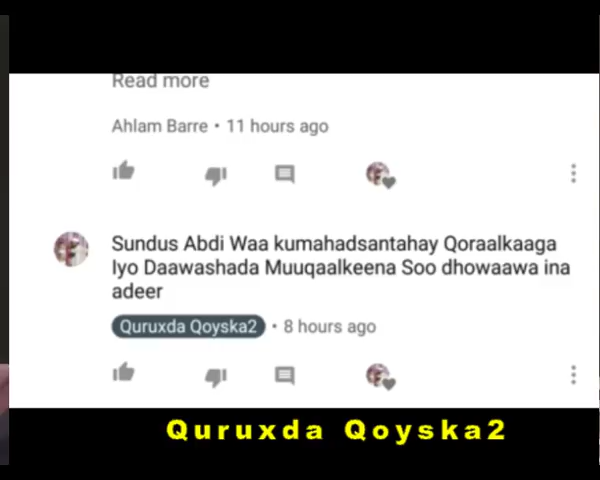 Read more
Ahlam Barre • 11 hours ago
Sundus Abdi Waa kumahadsantahay Qoraalkaaga
Iyo Daawashada Muuqaalkeena Soo dhowaawa ina
adeer
Quruxda Qoyska2 • 8 hours ago
Quruxda Qoyska2